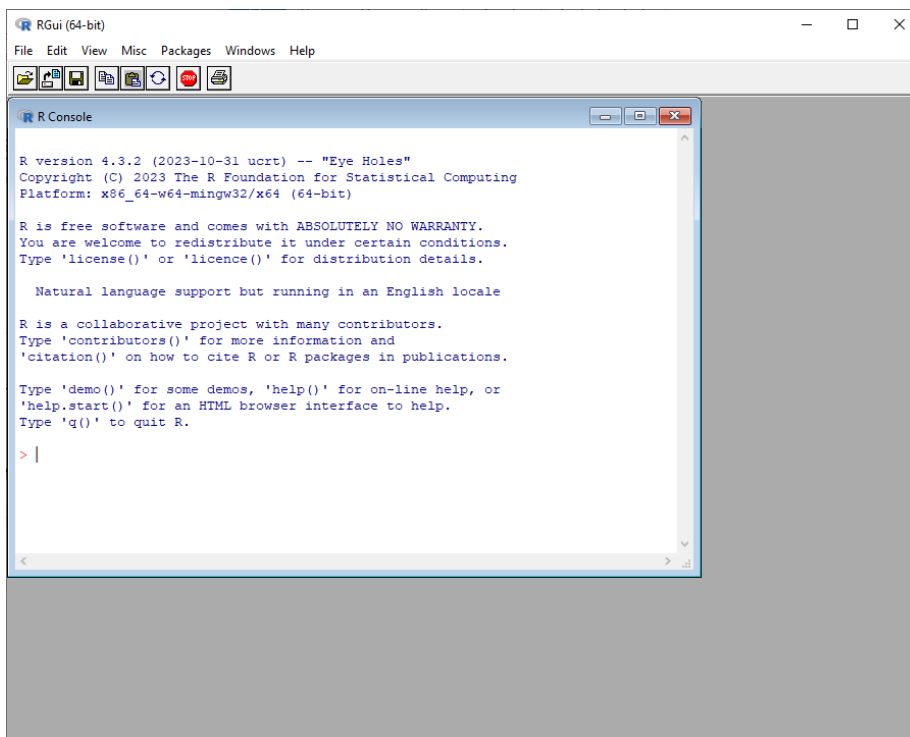 RGui (64-bit)
File Edit View Misc Packages Windows Help
STOP
R Console
R version 4.3.2 (2023-10-31 ucrt) -- "Eye Holes"
Copyright (C) 2023 The R Foundation for Statistical Computing
Platform: x86_64-w64-mingw32/x64 (64-bit)
R is free software and comes with ABSOLUTELY NO WARRANTY.
You are welcome to redistribute it under certain conditions.
Type 'license()' or 'licence()' for distribution details.
Natural language support but running in an English locale
R is a collaborative project with many contributors.
Type 'contributors()' for more information and
'citation()' on how to cite R or R packages in publications.
Type 'demo()' for some demos, 'help()' for on-line help, or
'help.start()' for an HTML browser interface to help.
Type 'q()' to quit R.
>